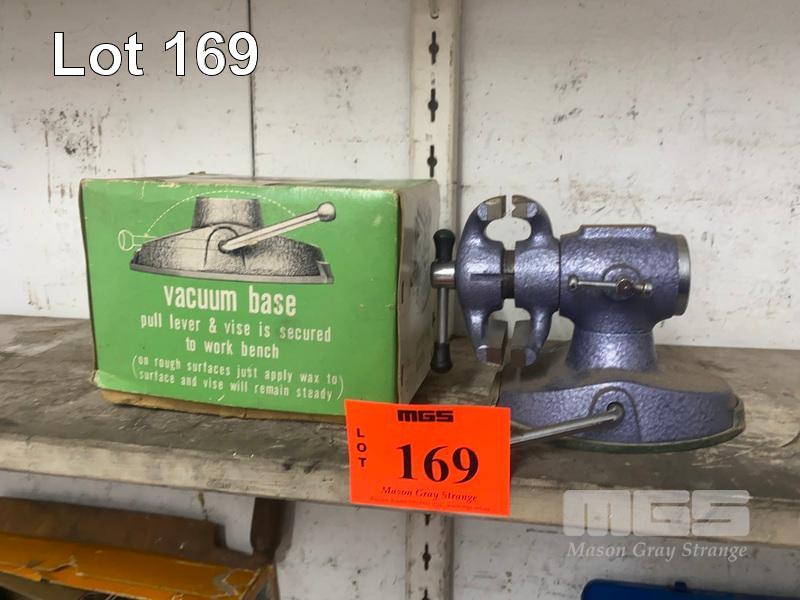 Lot 169
vacuum base
pull lever & vise is secured
to work bench
(on rough surfaces just apply wax to
surface and vise will remain steady)
MGS
LOT
169
Mason Gray Strange
MGS
Mason Gray Strange